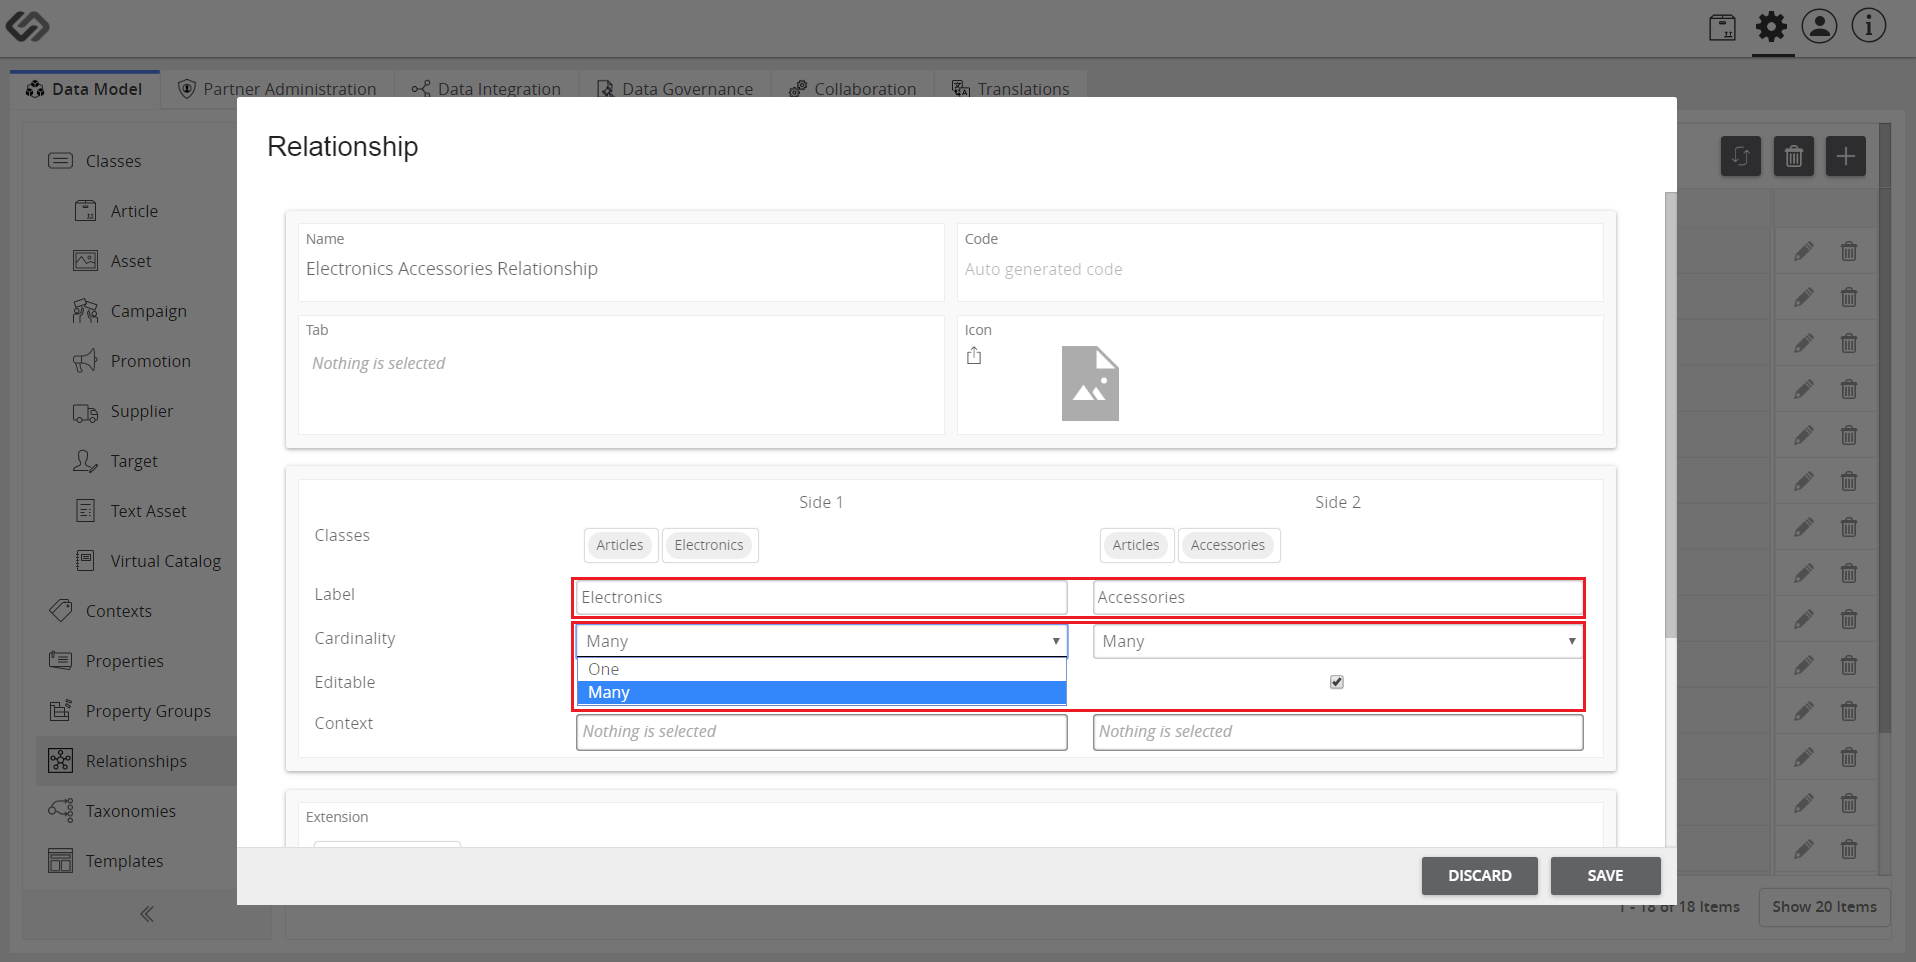 Data Model
Partner Administration
Data Integration
Data Governance
Collaboration
Translations
Classes
Article
Asset
Campaign
Promotion
Supplier
Target
Text Asset
Virtual Catalog
Contexts
Properties
Property Groups
Relationships
Taxonomies
Templates
Relationship
Name
Electronics Accessories Relationship
Code
Auto generated code
Tab
Nothing is selected
Icon
Side 1
Side 2
Classes
Articles
Electronics
Articles
Accessories
Label
Electronics
Accessories
Cardinality
Many
Many
One
Many
Editable
Context
Nothing is selected
Nothing is selected
Extension
DISCARD
SAVE
1 - 18 of 18 Items
Show 20 Items